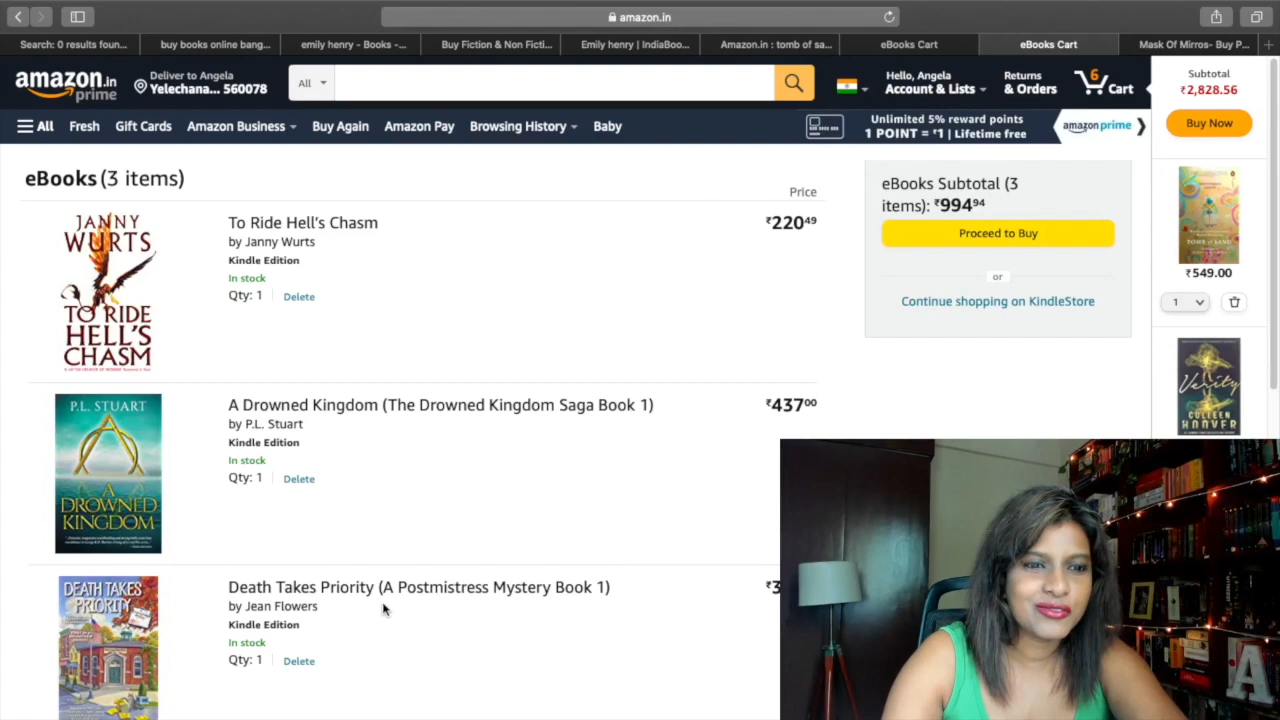 amazon.in
Search: 0 results foun...
buy books online bang...
emily henry - Books -...
Buy Fiction & Non Ficti...
Emily henry | IndiaBoo...
Amazon.in : tomb of sa...
eBooks Cart
eBooks Cart
Mask Of Mirros- Buy P...
amazon.in
prime
Deliver to Angela
Yelechana... 560078
All
Hello, Angela
Account & Lists
Returns
& Orders
6
Cart
Subtotal
₹2,828.56
Buy Now
All
Fresh
Gift Cards
Amazon Business
Buy Again
Amazon Pay
Browsing History
Baby
Unlimited 5% reward points
1 POINT = ₹1 | Lifetime free
amazon prime
eBooks (3 items)
Price
JANNY
WURTS
TO RIDE
HELL'S
CHASM
To Ride Hell's Chasm
by Janny Wurts
Kindle Edition
In stock
Qty: 1
Delete
₹220 49
P.L. STUART
A
DROWNED
KINGDOM
A Drowned Kingdom (The Drowned Kingdom Saga Book 1)
by P.L. Stuart
Kindle Edition
In stock
Qty: 1
Delete
₹437 00
DEATH TAKES
PRIORITY
Death Takes Priority (A Postmistress Mystery Book 1)
by Jean Flowers
Kindle Edition
In stock
Qty: 1
Delete
₹3
eBooks Subtotal (3
items): ₹994 94
Proceed to Buy
or
Continue shopping on KindleStore
TOMB OF SAND
₹549.00
1
Verity
COLLEEN
HOOVER
A